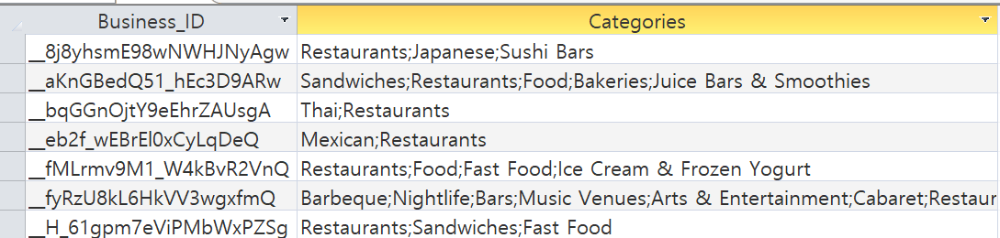 Business_ID Categories
__8j8yhsmE98wNWHJNyAgw Restaurants;Japanese;Sushi Bars
__aKnGBedQ51_hEc3D9ARw Sandwiches;Restaurants;Food;Bakeries;Juice Bars & Smoothies
__bqGGnOjtY9eEhrZAUsgA Thai;Restaurants
__eb2f_wEBrEl0xCyLqDeQ Mexican;Restaurants
__fMLrmv9M1_W4kBvR2VnQ Restaurants;Food;Fast Food;Ice Cream & Frozen Yogurt
__fyRzU8kL6HkVV3wgxfmQ Barbeque;Nightlife;Bars;Music Venues;Arts & Entertainment;Cabaret;Restaur
__H_61gpm7eViPMbWxPZSg Restaurants;Sandwiches;Fast Food